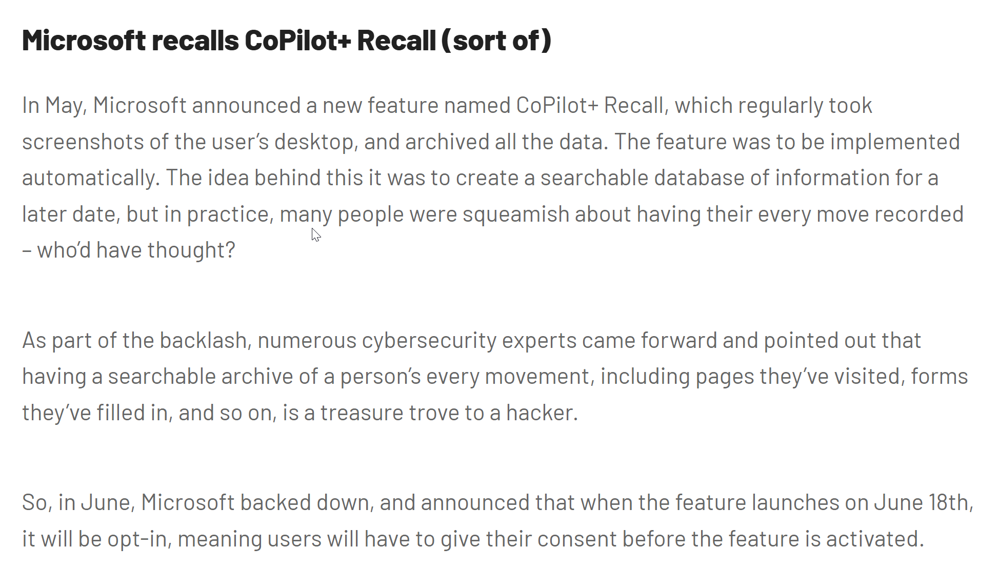 Microsoft recalls CoPilot+ Recall (sort of)
In May, Microsoft announced a new feature named CoPilot+ Recall, which regularly took
screenshots of the user’s desktop, and archived all the data. The feature was to be implemented
automatically. The idea behind this it was to create a searchable database of information for a
later date, but in practice, many people were squeamish about having their every move recorded
– who’d have thought?
As part of the backlash, numerous cybersecurity experts came forward and pointed out that
having a searchable archive of a person’s every movement, including pages they’ve visited, forms
they’ve filled in, and so on, is a treasure trove to a hacker.
So, in June, Microsoft backed down, and announced that when the feature launches on June 18th,
it will be opt-in, meaning users will have to give their consent before the feature is activated.